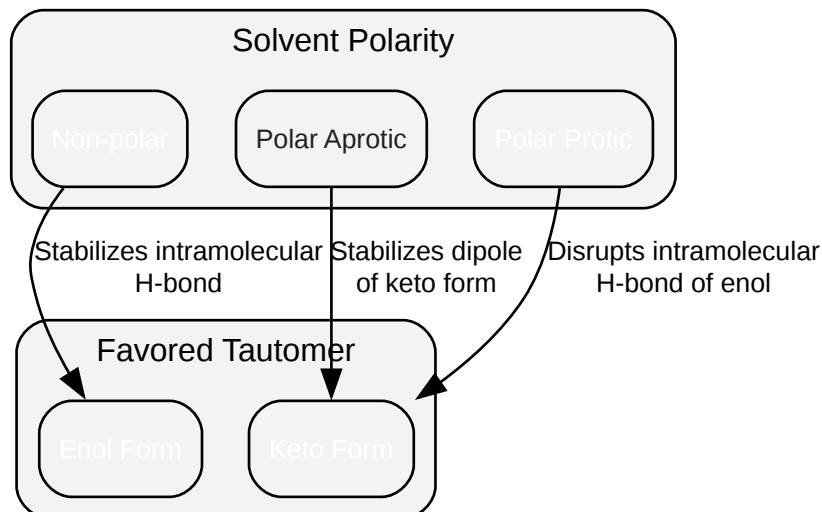 Solvent Polarity
Non-polar
Polar Aprotic
Polar Protic
Stabilizes intramolecular
H-bond
Stabilizes dipole
of keto form
Disrupts intramolecular
H-bond of enol
Favored Tautomer
Enol Form
Keto Form